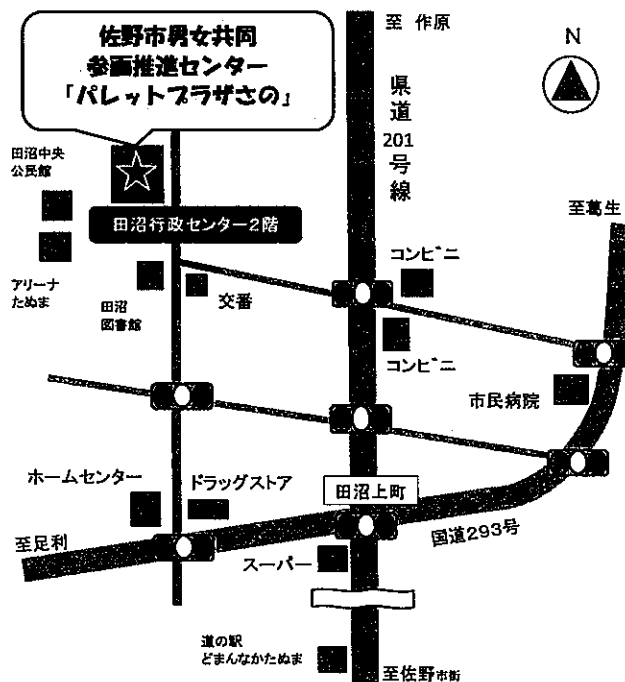 佐野市男女共同
参画推進センター
「パレットプラザさの」
至 作原
N
県道
201
号線
田沼中央
公民館
至葛生
田沼行政センター2階
コンビニ
アリーナ
たぬま
田沼
図書館
交番
コンビニ
市民病院
ホームセンター
ドラッグストア
田沼上町
至足利
国道293号
スーパー
道の駅
どまんなかたぬま
至佐野市街